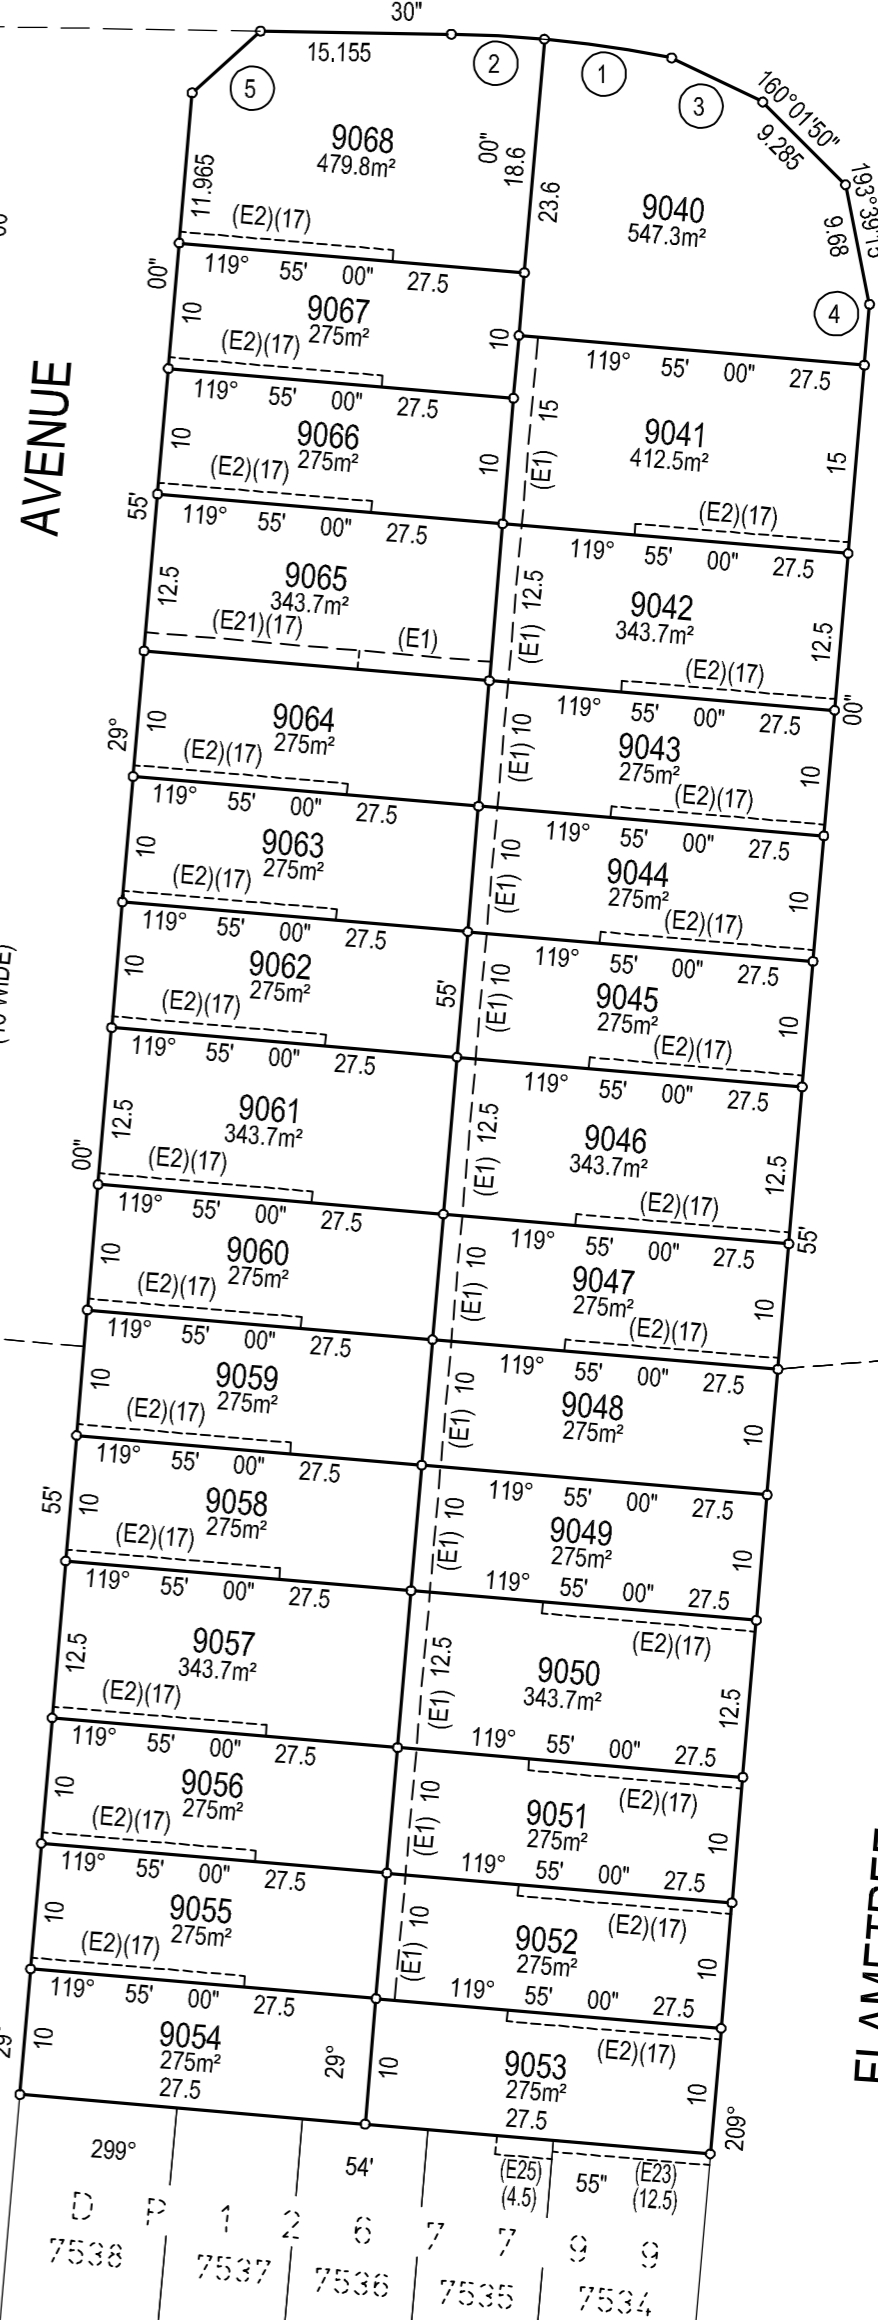 30"
15.155
2
1
5
3
160°01'50"
9.285
193°39'15
9.68
4
9068
479.8m²
00"
18.6
11.965
(E2)(17)
23.6
9040
547.3m²
00"
119° 55' 00" 27.5
9067
275m²
10
(E2)(17)
10
119° 55' 00" 27.5
119° 55' 00" 27.5
AVENUE
9066
275m²
10
(E2)(17)
10
15
(E1)
9041
412.5m²
15
(E2)(17)
55'
119° 55' 00" 27.5
119° 55' 00" 27.5
9065
343.7m²
12.5
(E21)(17)
(E1)
(E1) 12.5
9042
343.7m²
12.5
(E2)(17)
00"
119° 55' 00" 27.5
29°
9064
275m²
10
(E2)(17)
(E1) 10
9043
275m²
10
(E2)(17)
119° 55' 00" 27.5
119° 55' 00" 27.5
9063
275m²
10
(E2)(17)
(E1) 10
9044
275m²
10
(E2)(17)
119° 55' 00" 27.5
119° 55' 00" 27.5
9062
275m²
10
(E2)(17)
55'
(E1) 10
9045
275m²
10
(E2)(17)
119° 55' 00" 27.5
119° 55' 00" 27.5
9061
343.7m²
12.5
(E2)(17)
00"
(E1) 12.5
9046
343.7m²
12.5
(E2)(17)
55'
119° 55' 00" 27.5
119° 55' 00" 27.5
9060
275m²
10
(E2)(17)
(E1) 10
9047
275m²
10
(E2)(17)
119° 55' 00" 27.5
119° 55' 00" 27.5
9059
275m²
10
(E2)(17)
(E1) 10
9048
275m²
10
119° 55' 00" 27.5
119° 55' 00" 27.5
55'
9058
275m²
10
(E2)(17)
(E1) 10
9049
275m²
10
119° 55' 00" 27.5
119° 55' 00" 27.5
(E2)(17)
9057
343.7m²
12.5
(E2)(17)
(E1) 12.5
9050
343.7m²
12.5
119° 55' 00" 27.5
119° 55' 00" 27.5
(E2)(17)
9056
275m²
10
(E2)(17)
(E1) 10
9051
275m²
10
119° 55' 00" 27.5
119° 55' 00" 27.5
(E2)(17)
9055
275m²
10
(E2)(17)
(E1) 10
9052
275m²
10
119° 55' 00" 27.5
119° 55' 00" 27.5
(E2)(17)
29°
9054
275m²
10
27.5
29°
10
9053
275m²
10
27.5
209°
299° 54' 55"
(E25)
(4.5)
(E23)
(12.5)
D P 1 2 6 7 7 9 9
7538 7537 7536 7535 7534